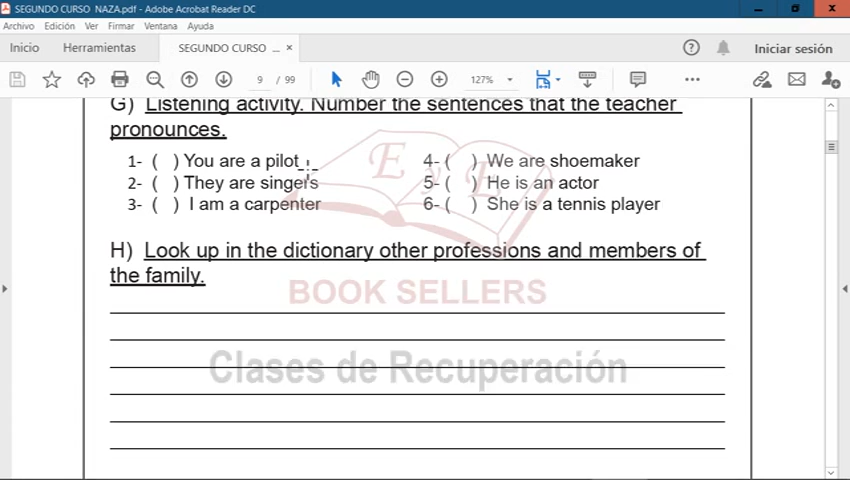 SEGUNDO CURSO NAZA.pdf - Adobe Acrobat Reader DC
Archivo Edición Ver Firmar Ventana Ayuda
Inicio Herramientas SEGUNDO CURSO ... × Iniciar sesión
9 / 99 127%
G) Listening activity. Number the sentences that the teacher
pronounces.
1- ( ) You are a pilot 4- ( ) We are shoemaker
2- ( ) They are singers 5- ( ) He is an actor
3- ( ) I am a carpenter 6- ( ) She is a tennis player
E y E
H) Look up in the dictionary other professions and members of
the family.
BOOK SELLERS
Clases de Recuperación